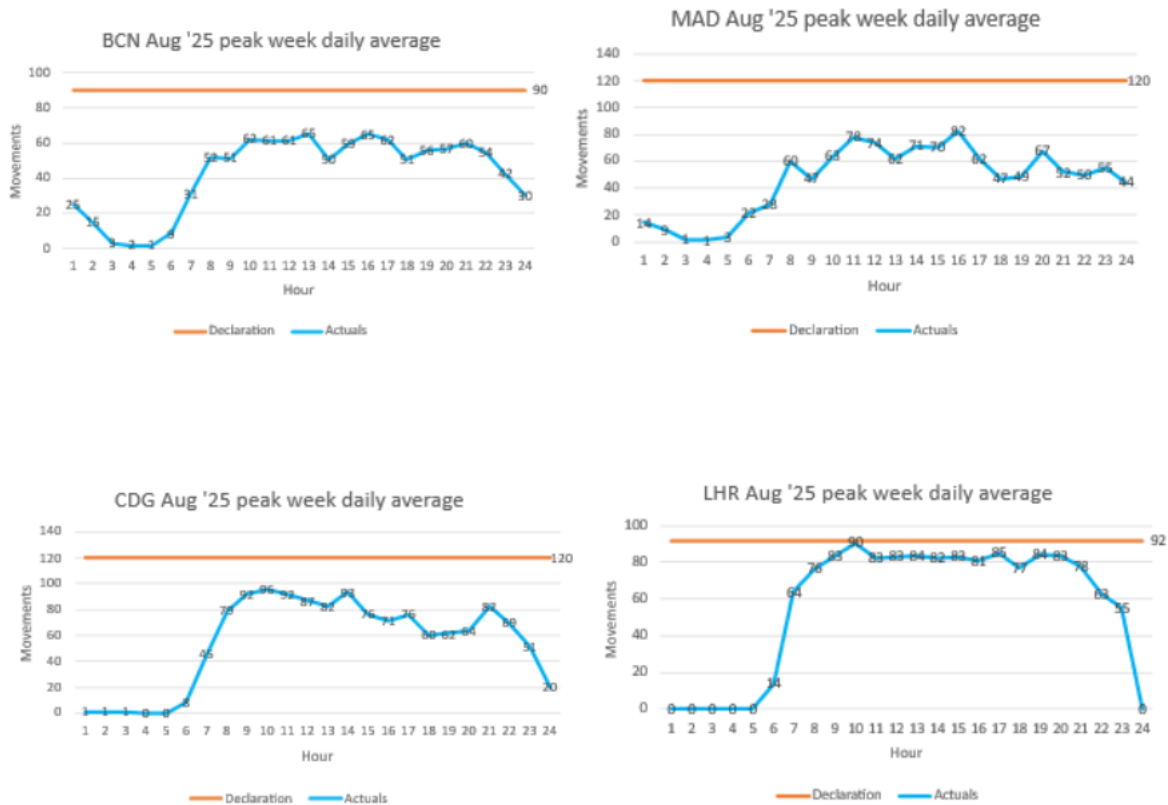 BCN Aug '25 peak week daily average
100
80
60
40
20
0
Movements
90
25 15 3 2 2 9 31 52 51 62 61 61 65 50 59 65 62 51 56 57 60 54 42 30
1 2 3 4 5 6 7 8 9 10 11 12 13 14 15 16 17 18 19 20 21 22 23 24
Hour
Declaration Actuals
MAD Aug '25 peak week daily average
140
120
100
80
60
40
20
0
Movements
120
14 9 1 1 3 22 28 60 47 63 78 74 62 71 70 82 62 47 49 67 52 50 55 44
1 2 3 4 5 6 7 8 9 10 11 12 13 14 15 16 17 18 19 20 21 22 23 24
Hour
Declaration Actuals
CDG Aug '25 peak week daily average
140
120
100
80
60
40
20
0
Movements
120
1 1 1 0 0 8 45 79 92 96 92 87 82 93 76 71 76 60 62 64 82 69 51 20
1 2 3 4 5 6 7 8 9 10 11 12 13 14 15 16 17 18 19 20 21 22 23 24
Hour
Declaration Actuals
LHR Aug '25 peak week daily average
100
80
60
40
20
0
Movements
92
0 0 0 0 0 14 64 76 83 90 83 83 84 82 83 81 85 77 84 83 78 63 55 0
1 2 3 4 5 6 7 8 9 10 11 12 13 14 15 16 17 18 19 20 21 22 23 24
Hour
Declaration Actuals